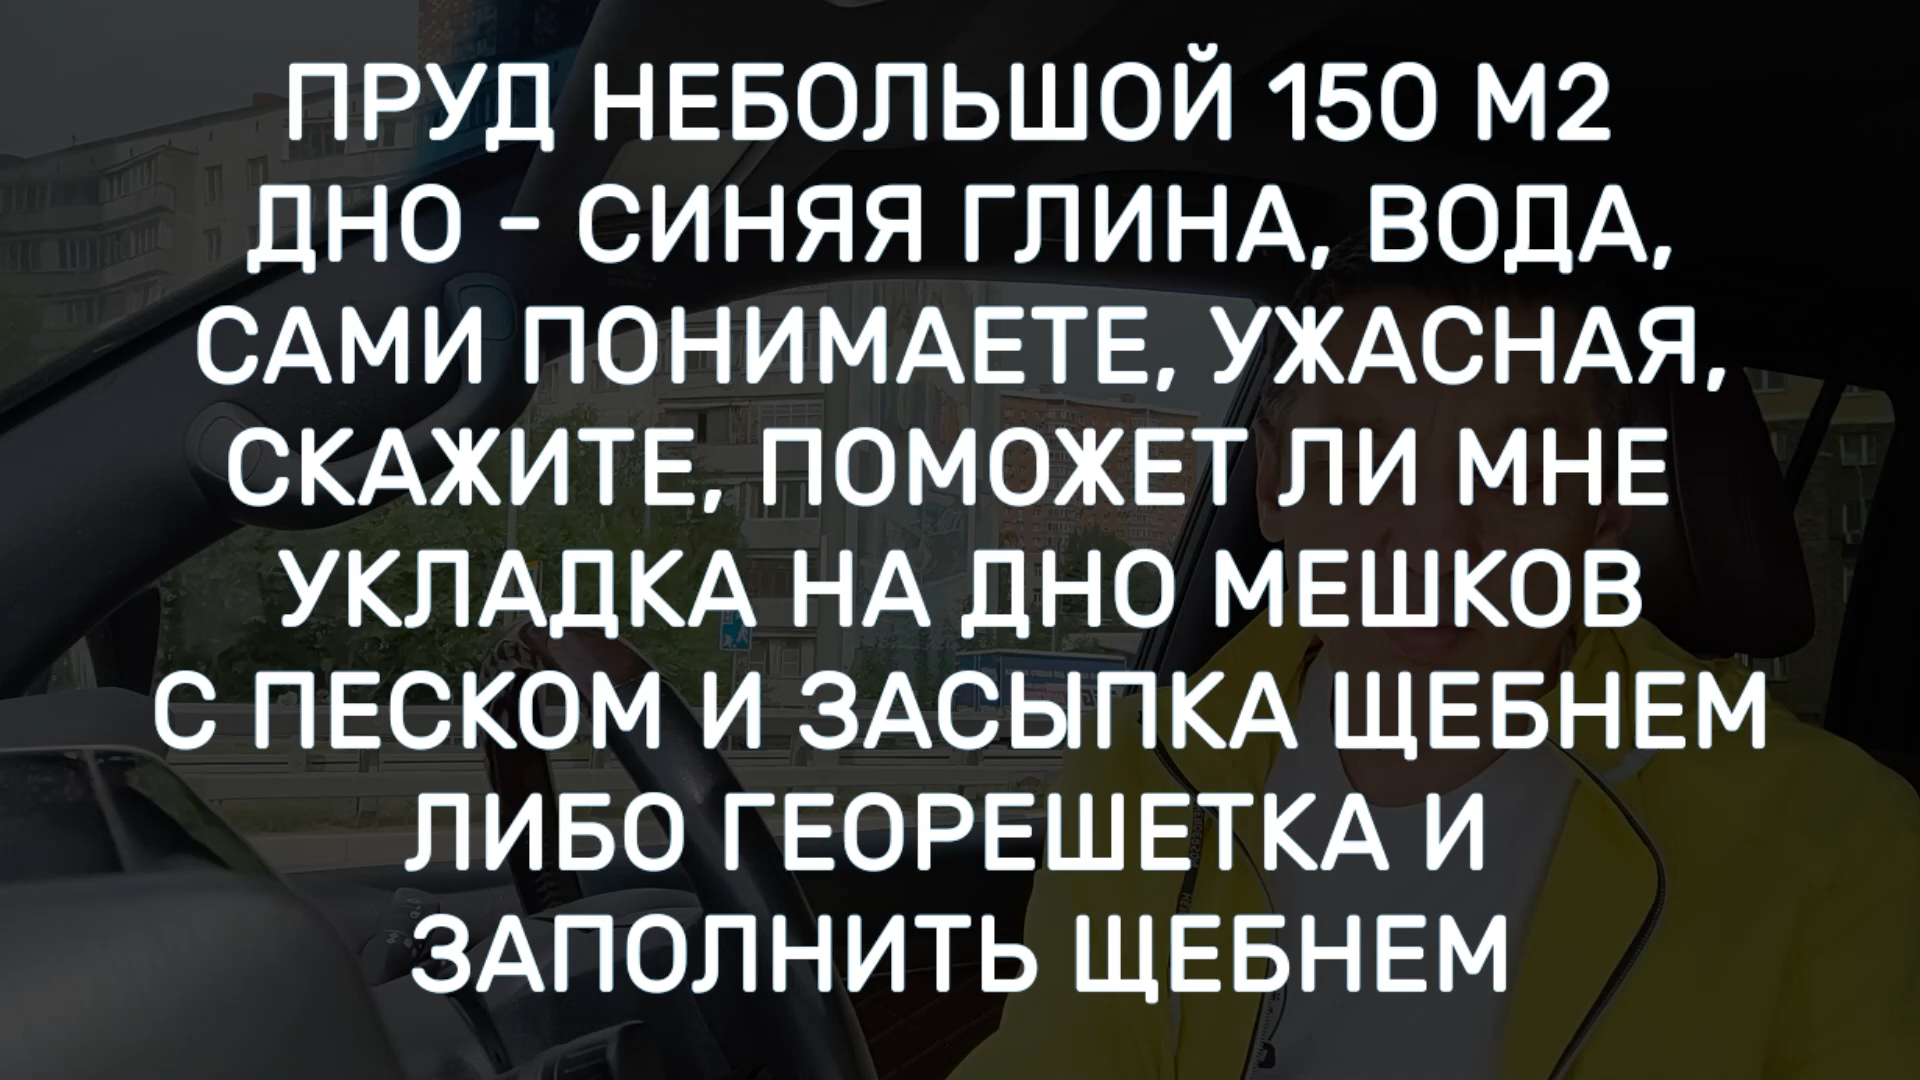 ПРУД НЕБОЛЬШОЙ 150 М2
ДНО - СИНЯЯ ГЛИНА, ВОДА,
САМИ ПОНИМАЕТЕ, УЖАСНАЯ,
СКАЖИТЕ, ПОМОЖЕТ ЛИ МНЕ
УКЛАДКА НА ДНО МЕШКОВ
С ПЕСКОМ И ЗАСЫПКА ЩЕБНЕМ
ЛИБО ГЕОРЕШЕТКА И
ЗАПОЛНИТЬ ЩЕБНЕМ